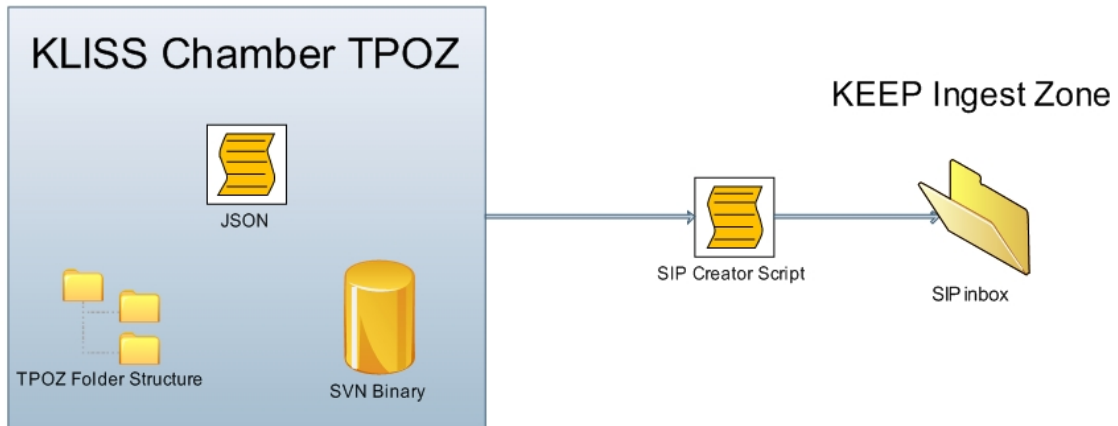 KLISS Chamber TPOZ
KEEP Ingest Zone
JSON
SIP Creator Script
SIP inbox
TPOZ Folder Structure
SVN Binary